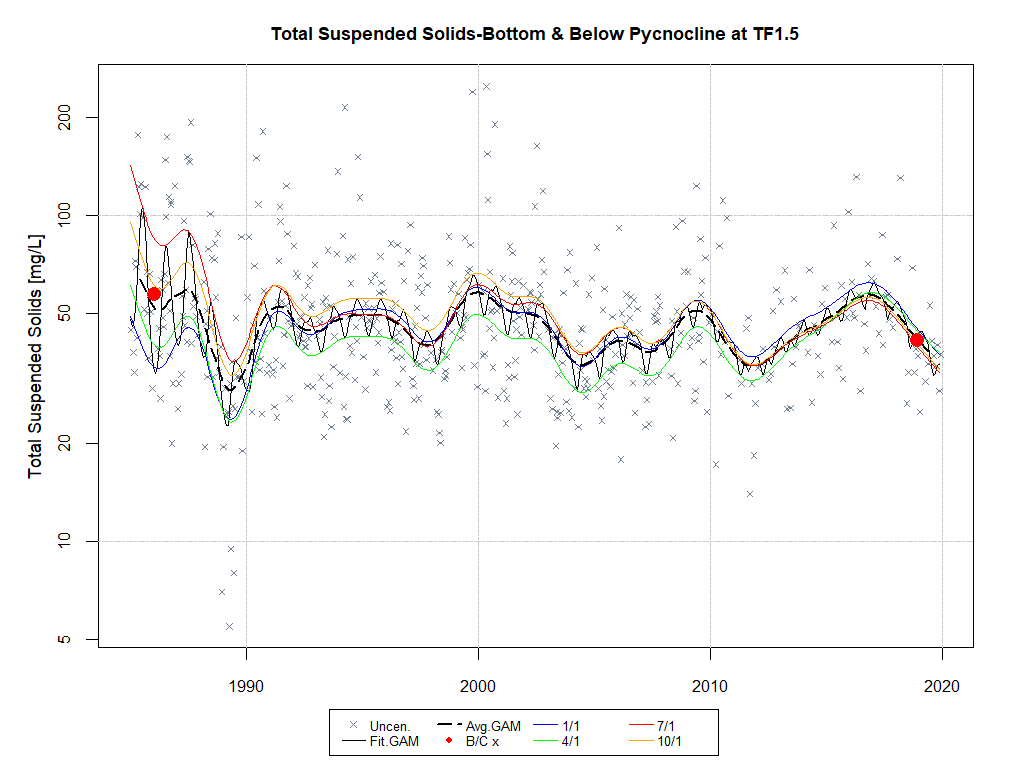 Total Suspended Solids-Bottom & Below Pycnocline at TF1.5
Total Suspended Solids [mg/L]
200
100
50
20
10
5
1990 2000 2010 2020
Uncen. Avg.GAM 1/1 7/1
Fit.GAM B/C x 4/1 10/1